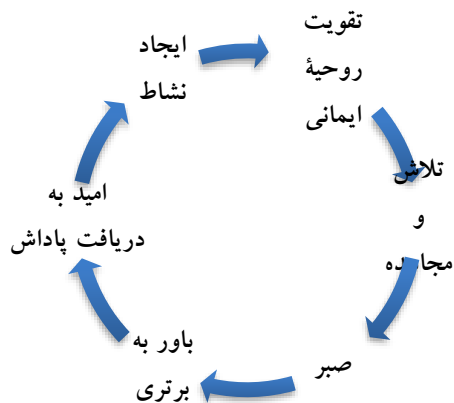 تقویت
روحیهٔ
ایمانی
تلاش
و
مجاهده
صبر
باور به
برتری
امید به
دریافت پاداش
ایجاد
نشاط